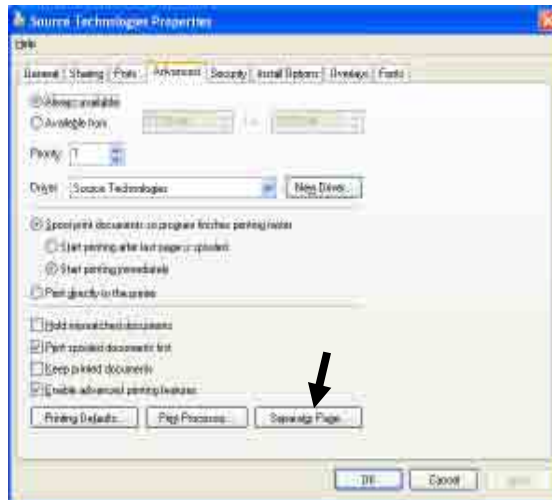 Source Technologies Properties
Help
General Sharing Ports Advanced Security Install Options Overlays Fonts
Always available
Available from
Priority: 1
Driver: Source Technologies New Driver...
Spool print documents so program finishes printing faster
Start printing after last page is spooled
Start printing immediately
Print directly to the printer
Hold mismatched documents
Print spooled documents first
Keep printed documents
Enable advanced printing features
Printing Defaults... Print Processor... Separator Page...
OK Cancel